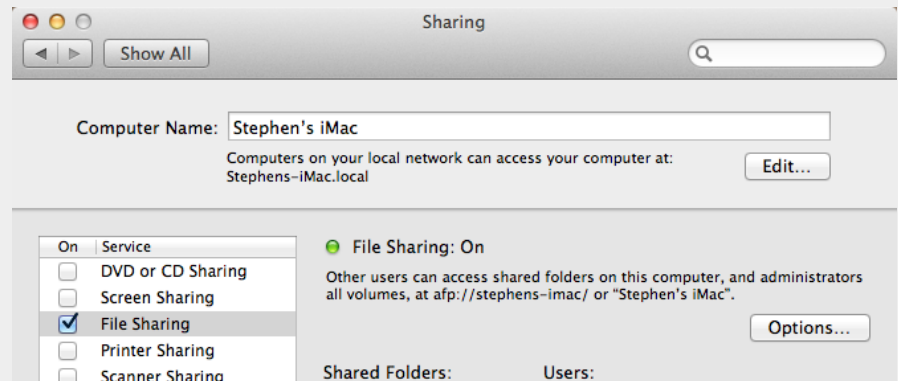 Sharing
Show All
Computer Name: Stephen's iMac
Computers on your local network can access your computer at:
Stephens-iMac.local
Edit...
On Service
DVD or CD Sharing
Screen Sharing
File Sharing
Printer Sharing
Scanner Sharing
File Sharing: On
Other users can access shared folders on this computer, and administrators
all volumes, at afp://stephens-imac/ or “Stephen's iMac”.
Options...
Shared Folders:
Users: